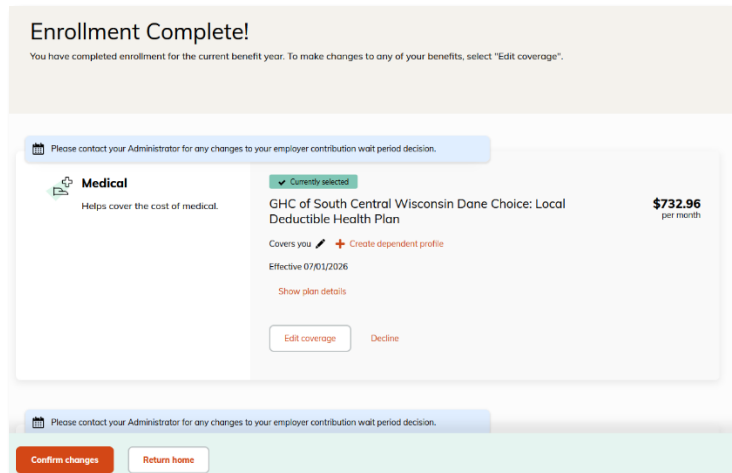 Enrollment Complete!
You have completed enrollment for the current benefit year. To make changes to any of your benefits, select "Edit coverage".
Please contact your Administrator for any changes to your employer contribution wait period decision.
Medical
Helps cover the cost of medical.
Currently selected
GHC of South Central Wisconsin Dane Choice: Local
Deductible Health Plan
$732.96
per month
Covers you + Create dependent profile
Effective 07/01/2026
Show plan details
Edit coverage
Decline
Please contact your Administrator for any changes to your employer contribution wait period decision.
Confirm changes
Return home